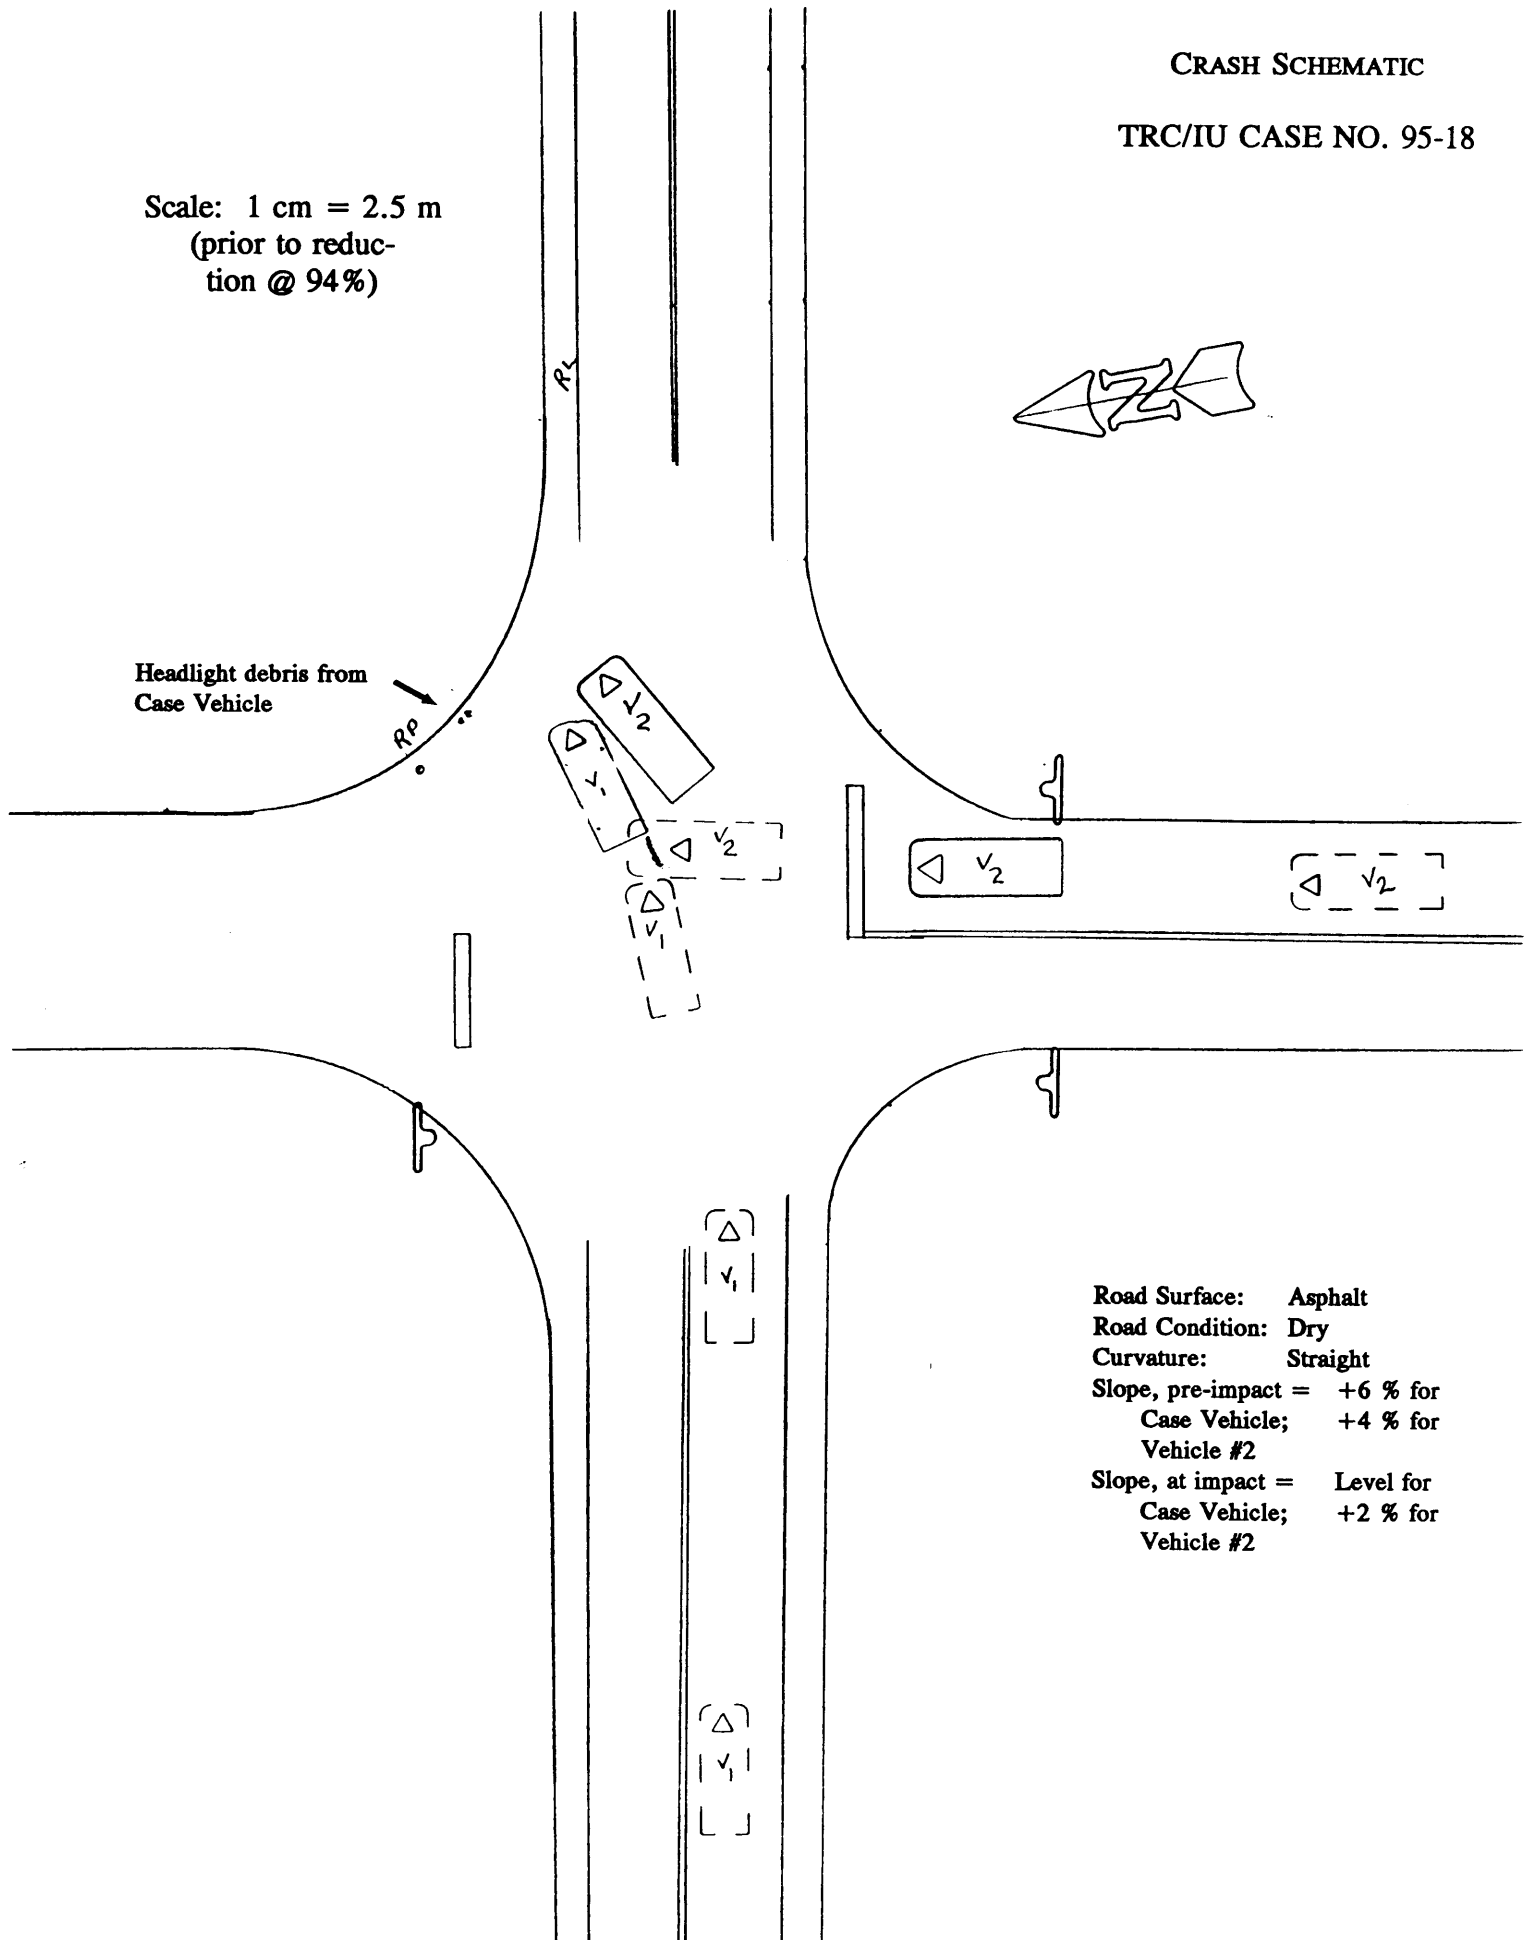 CRASH SCHEMATIC
TRC/IU CASE NO. 95-18
Scale: 1 cm = 2.5 m
(prior to reduc-
tion @ 94%)
N
RL
Headlight debris from
Case Vehicle
RP
V2
V1
V2
V2
V2
V1
V1
Road Surface: Asphalt
Road Condition: Dry
Curvature: Straight
Slope, pre-impact = +6 % for
Case Vehicle; +4 % for
Vehicle #2
Slope, at impact = Level for
Case Vehicle; +2 % for
Vehicle #2
V1